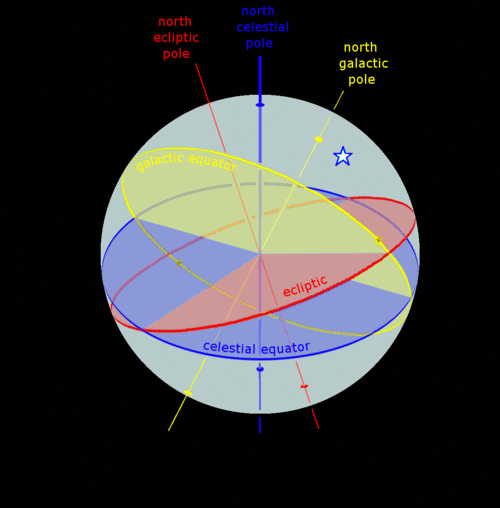 north
ecliptic
pole
north
celestial
pole
north
galactic
pole
galactic equator
ecliptic
celestial equator